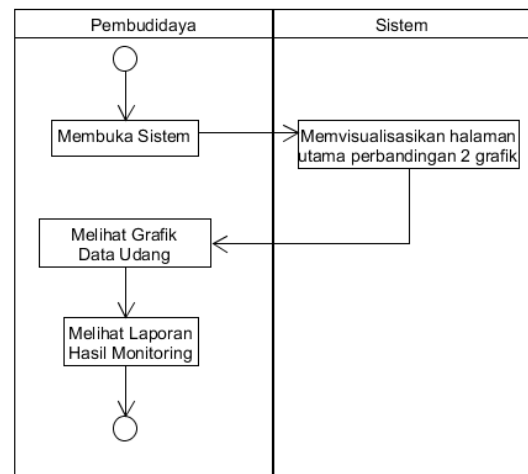 Pembudidaya
Sistem
Membuka Sistem
Memvisualisasikan halaman
utama perbandingan 2 grafik
Melihat Grafik
Data Udang
Melihat Laporan
Hasil Monitoring